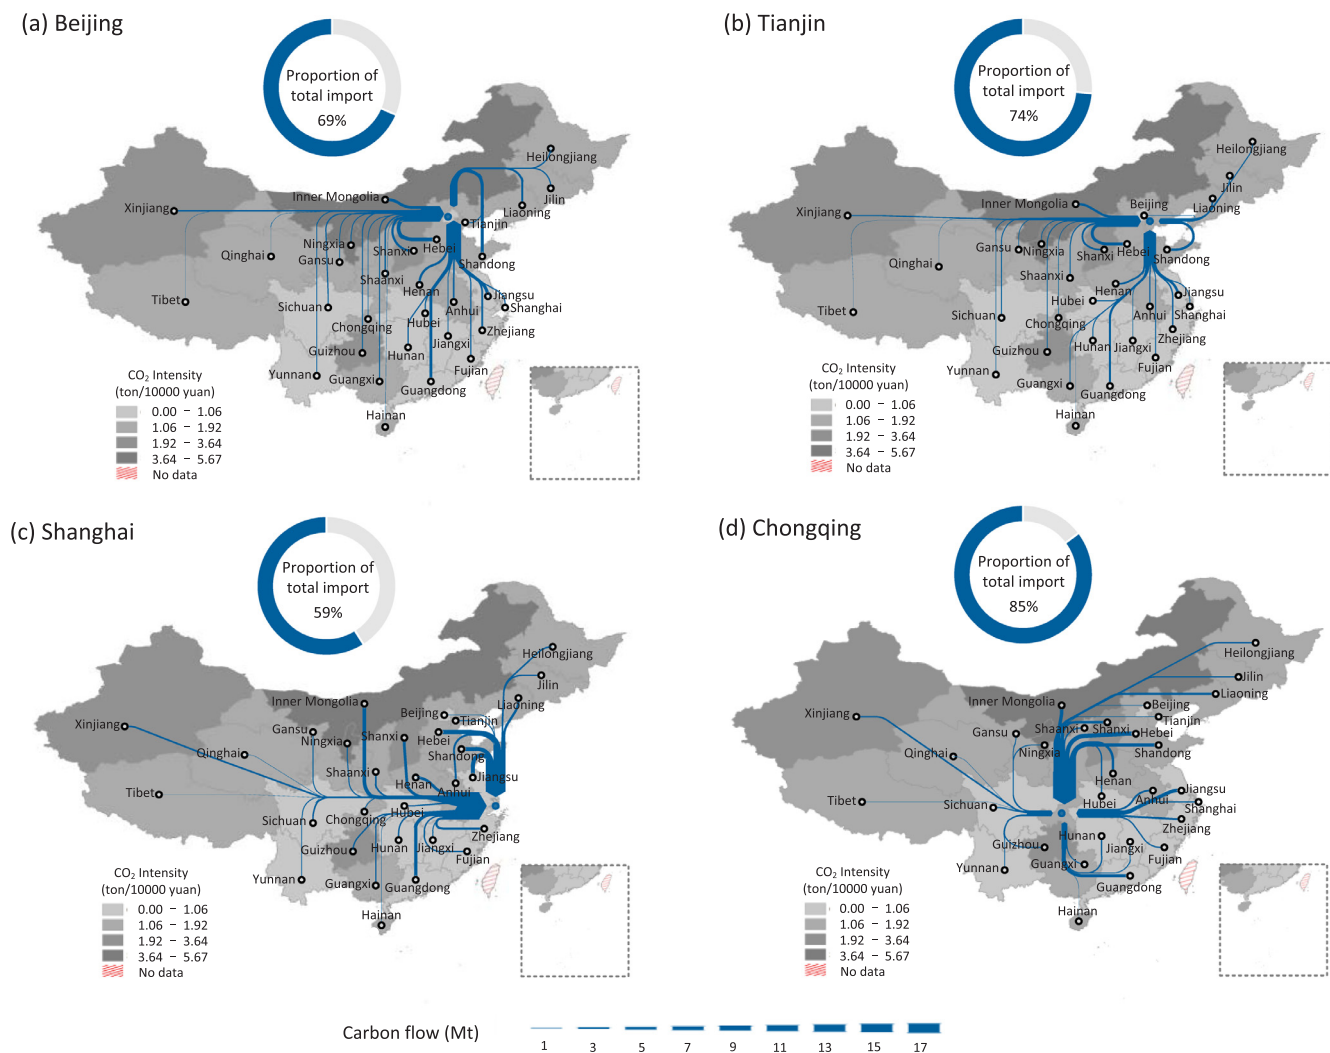 (a) Beijing
Proportion of
total import
69%
Heilongjiang
Jilin
Liaoning
Inner Mongolia
Xinjiang
Tianjin
Ningxia
Hebei
Qinghai
Gansu
Shanxi
Shandong
Shaanxi
Henan
Tibet
Sichuan
Jiangsu
Anhui
Shanghai
Chongqing
Hubei
Zhejiang
Guizhou
Hunan
Jiangxi
Fujian
Yunnan
Guangxi
Guangdong
Hainan
CO₂ Intensity
(ton/10000 yuan)
0.00 – 1.06
1.06 – 1.92
1.92 – 3.64
3.64 – 5.67
No data
(b) Tianjin
Proportion of
total import
74%
Heilongjiang
Jilin
Liaoning
Inner Mongolia
Beijing
Xinjiang
Gansu
Ningxia
Shanxi
Hebei
Shandong
Qinghai
Shaanxi
Henan
Jiangsu
Hubei
Tibet
Sichuan
Chongqing
Anhui
Shanghai
Zhejiang
Guizhou
Hunan
Jiangxi
Fujian
Yunnan
Guangxi
Guangdong
Hainan
CO₂ Intensity
(ton/10000 yuan)
0.00 – 1.06
1.06 – 1.92
1.92 – 3.64
3.64 – 5.67
No data
(c) Shanghai
Proportion of
total import
59%
Heilongjiang
Jilin
Liaoning
Inner Mongolia
Beijing
Tianjin
Xinjiang
Gansu
Ningxia
Shanxi
Hebei
Shandong
Qinghai
Shaanxi
Henan
Jiangsu
Anhui
Tibet
Sichuan
Chongqing
Hubei
Zhejiang
Guizhou
Hunan
Jiangxi
Fujian
Yunnan
Guangxi
Guangdong
Hainan
CO₂ Intensity
(ton/10000 yuan)
0.00 – 1.06
1.06 – 1.92
1.92 – 3.64
3.64 – 5.67
No data
(d) Chongqing
Proportion of
total import
85%
Heilongjiang
Jilin
Liaoning
Inner Mongolia
Beijing
Tianjin
Xinjiang
Gansu
Shaanxi
Shanxi
Hebei
Qinghai
Ningxia
Shandong
Henan
Tibet
Sichuan
Hubei
Anhui
Jiangsu
Shanghai
Zhejiang
Guizhou
Hunan
Jiangxi
Fujian
Yunnan
Guangxi
Guangdong
Hainan
CO₂ Intensity
(ton/10000 yuan)
0.00 – 1.06
1.06 – 1.92
1.92 – 3.64
3.64 – 5.67
No data
Carbon flow (Mt)
1 3 5 7 9 11 13 15 17